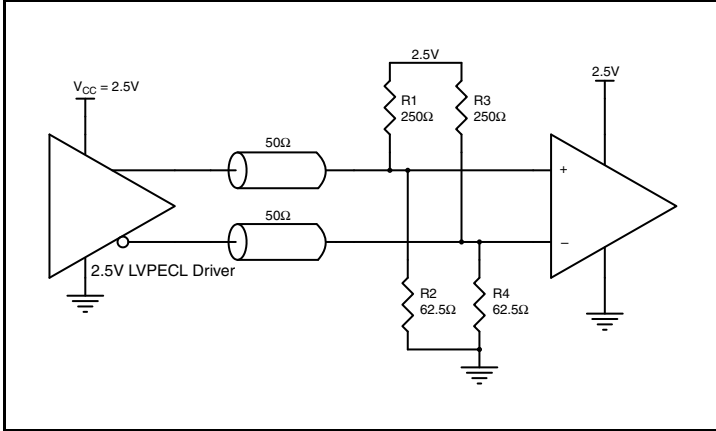 2.5V
2.5V
V_CC = 2.5V
R1
250Ω
R3
250Ω
50Ω
+
50Ω
–
2.5V LVPECL Driver
R2
62.5Ω
R4
62.5Ω